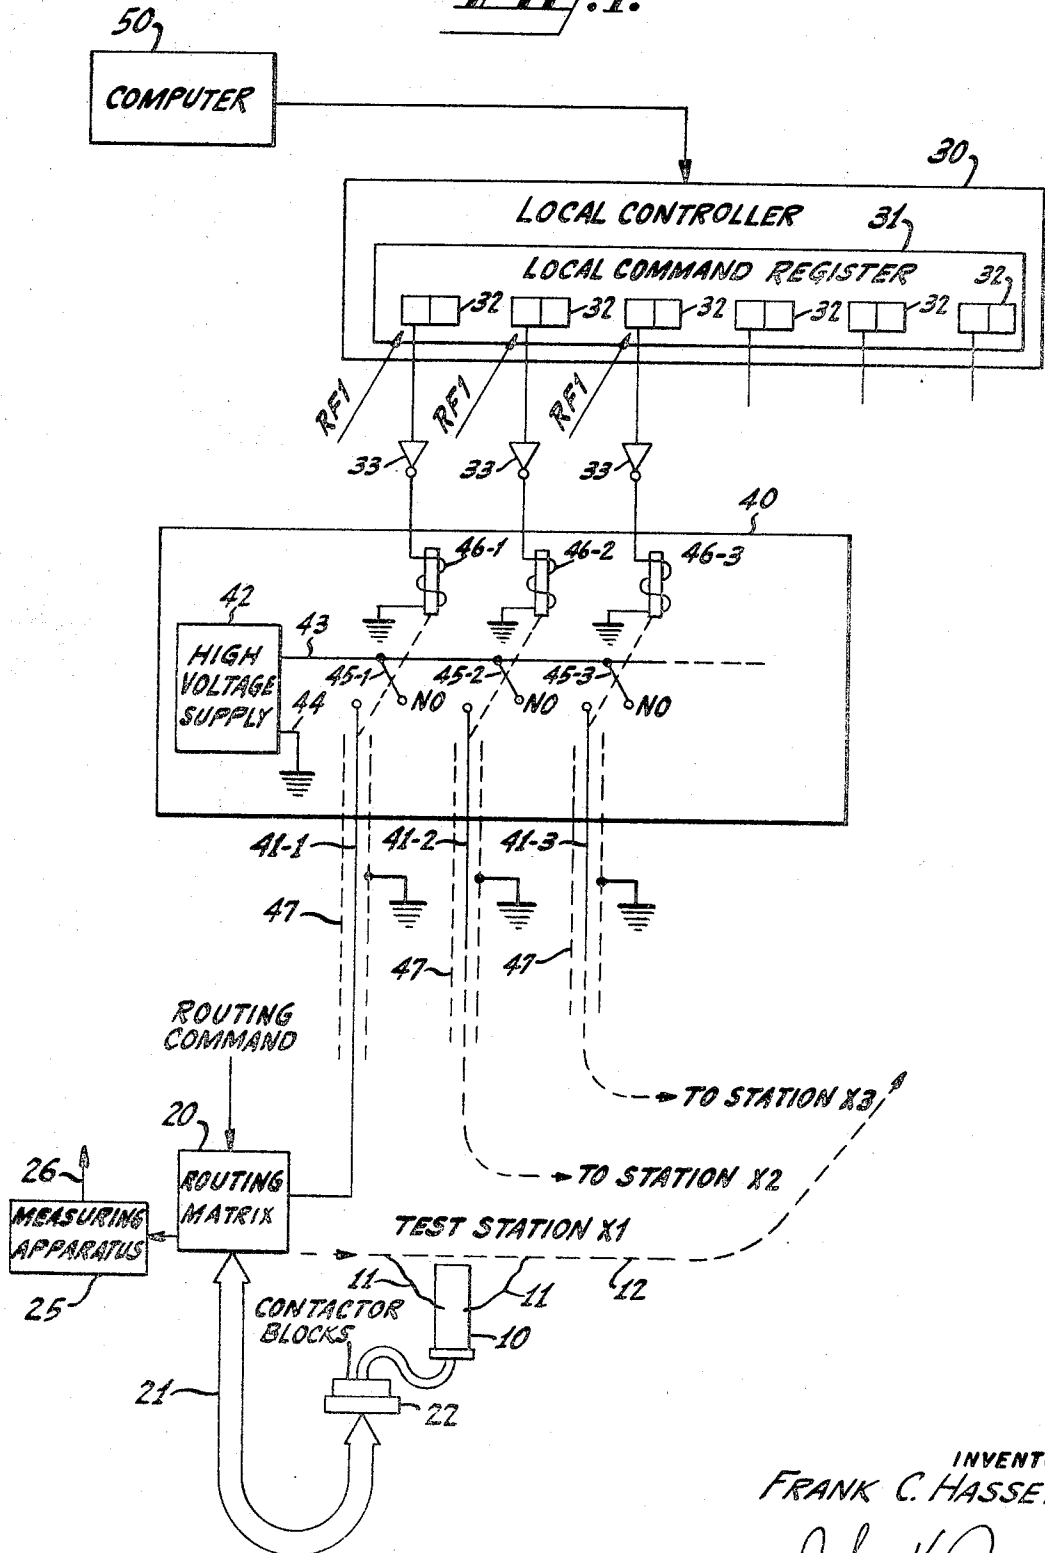 50
COMPUTER
30
LOCAL CONTROLLER
31
LOCAL COMMAND REGISTER
32
32
32
32
32
32
RF1
RF1
RF1
33
33
33
40
46-1
46-2
46-3
42
43
HIGH
VOLTAGE
SUPPLY
44
45-1
NO
45-2
NO
45-3
NO
41-1
41-2
41-3
47
47
47
ROUTING
COMMAND
TO STATION X3
20
26
ROUTING
MATRIX
TO STATION X2
MEASURING
APPARATUS
TEST STATION X1
25
11
11
12
CONTACTOR
BLOCKS
10
21
22
FRANK C.